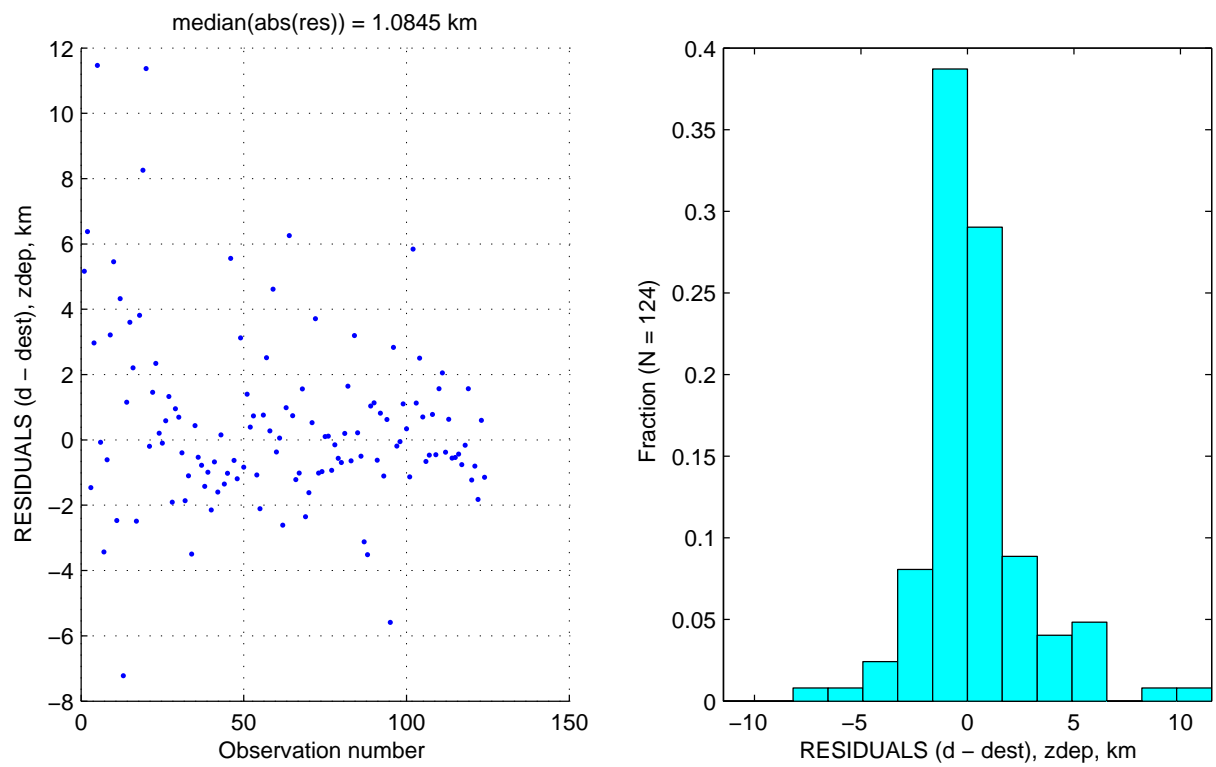 median(abs(res)) = 1.0845 km
12
10
8
6
4
2
0
−2
−4
−6
−8
0 50 100 150
Observation number
RESIDUALS (d − dest), zdep, km
0.4
0.35
0.3
0.25
0.2
0.15
0.1
0.05
0
−10 −5 0 5 10
RESIDUALS (d − dest), zdep, km
Fraction (N = 124)